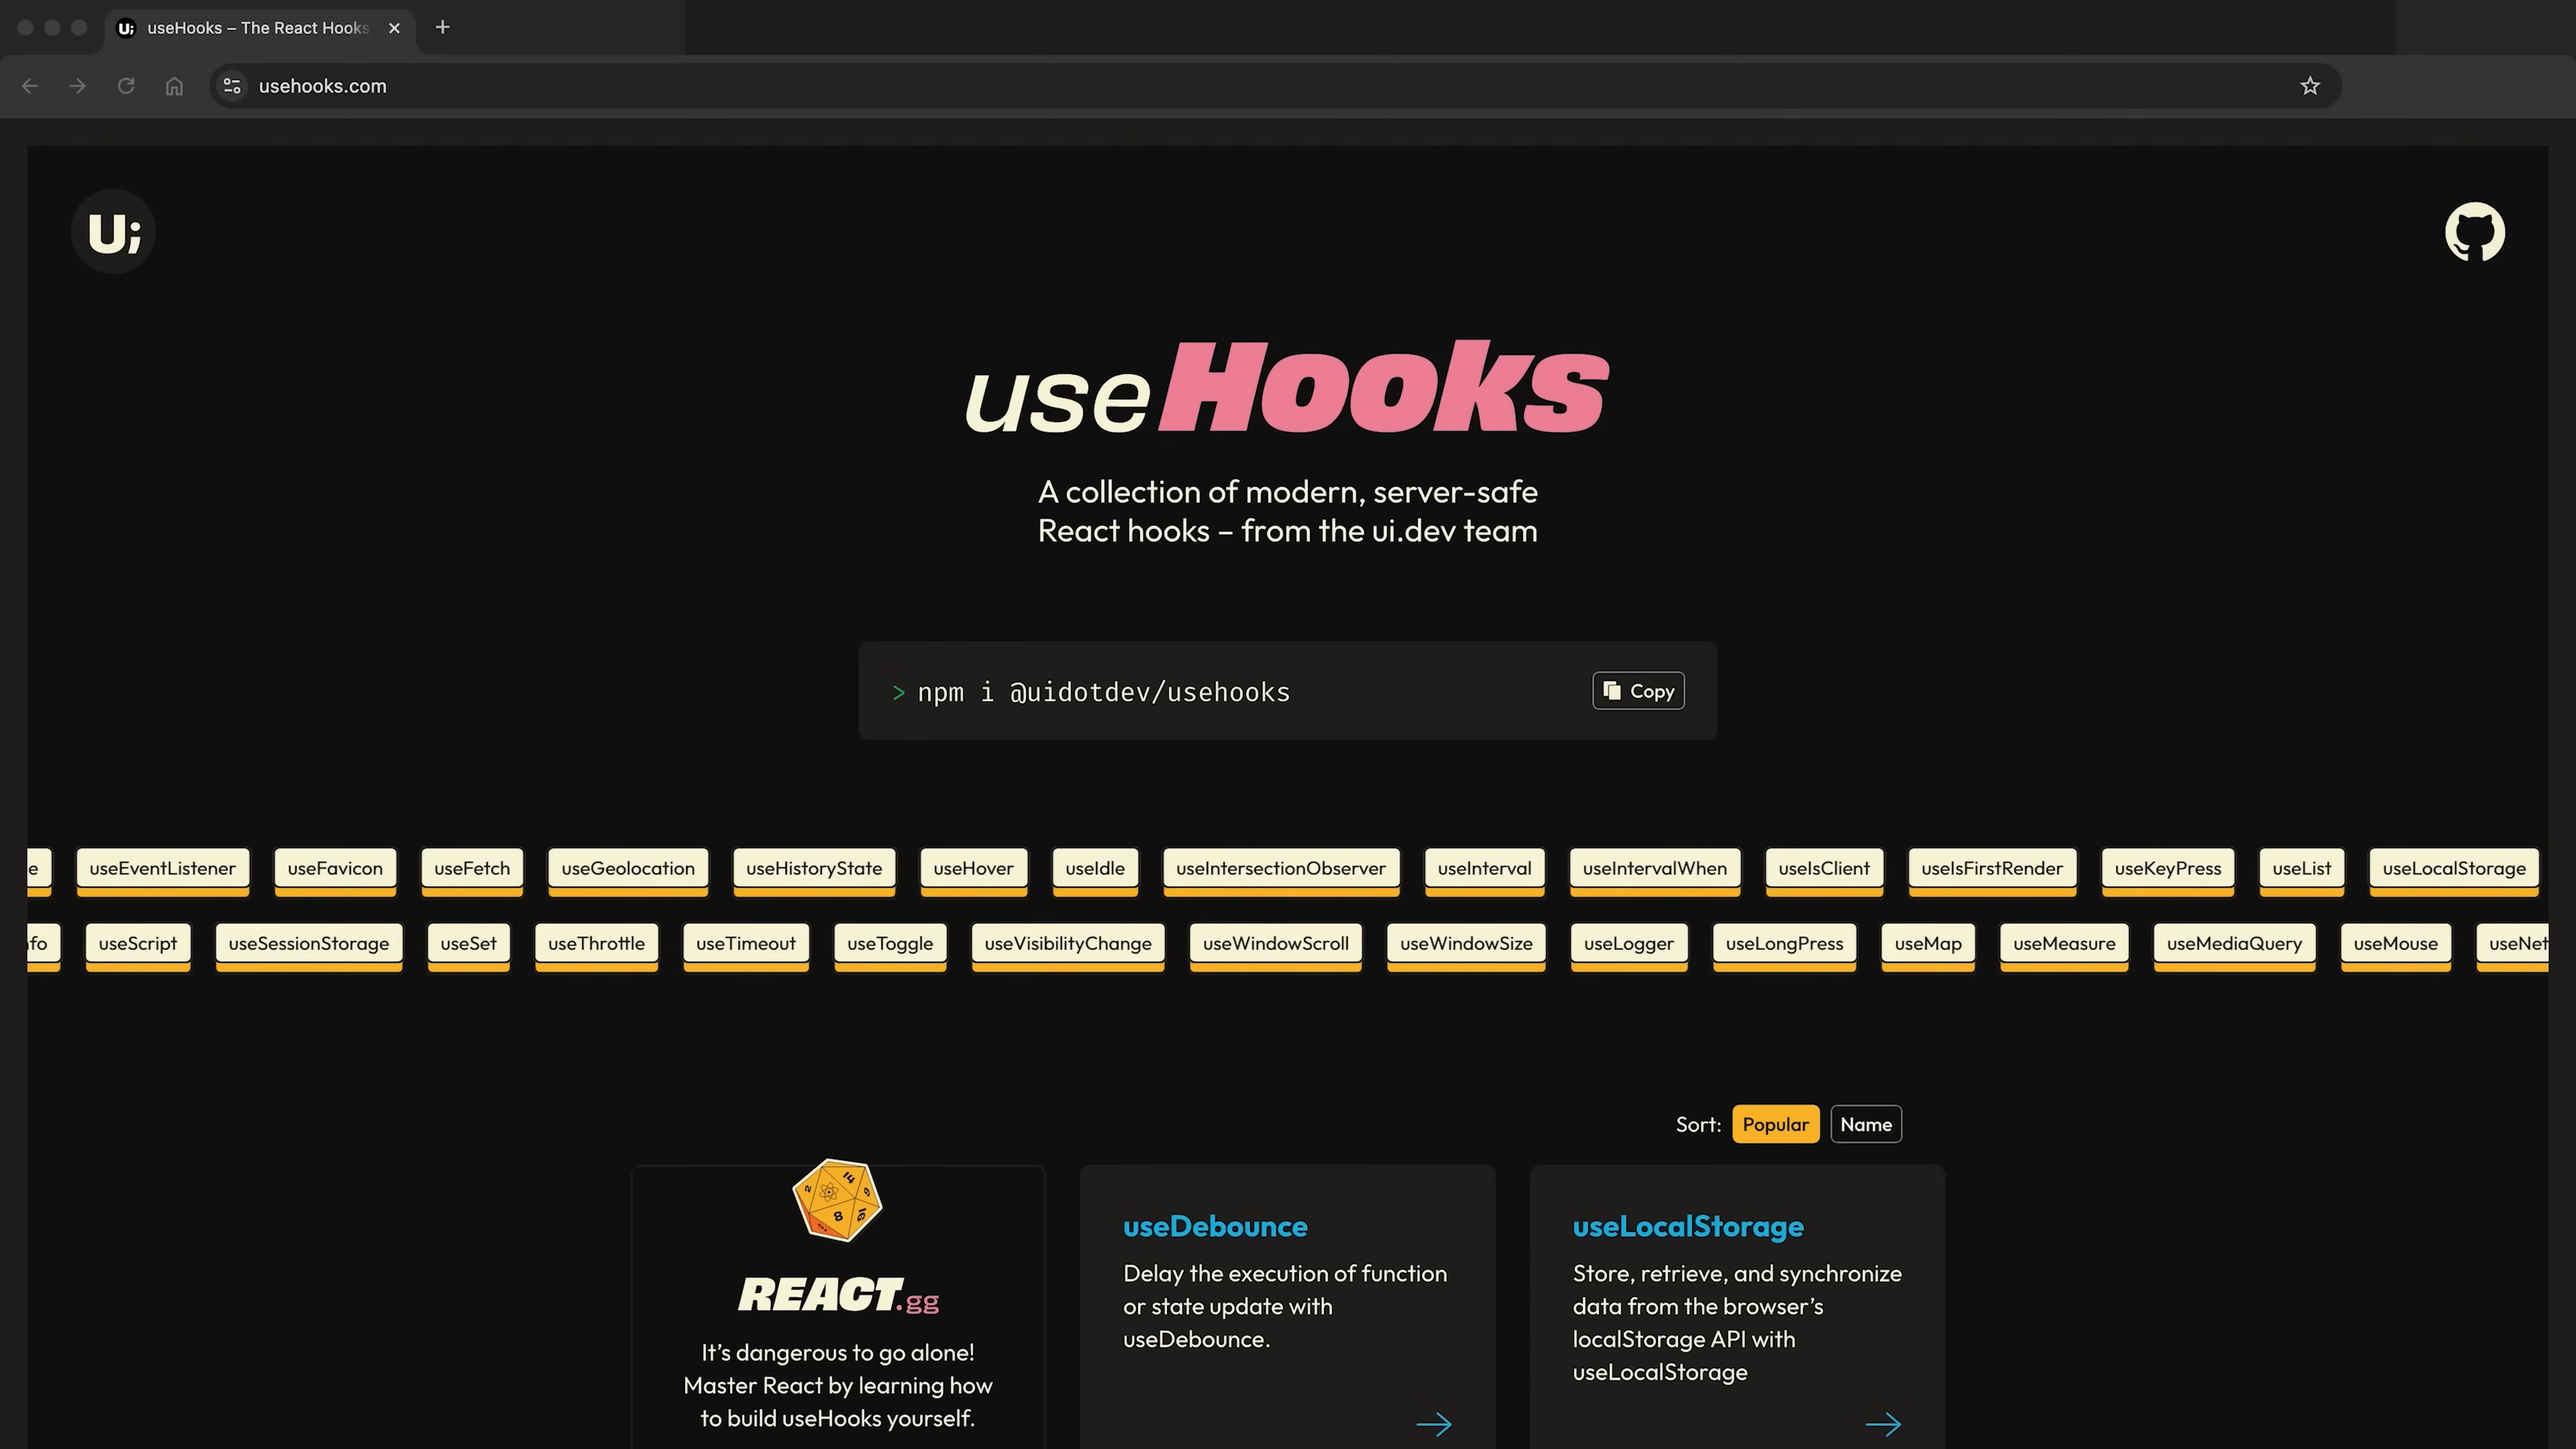 useHooks – The React Hooks
usehooks.com
U;
useHooks
A collection of modern, server-safe
React hooks – from the ui.dev team
> npm i @uidotdev/usehooks
Copy
e useEventListener useFavicon useFetch useGeolocation useHistoryState useHover useIdle useIntersectionObserver useInterval useIntervalWhen useIsClient useIsFirstRender useKeyPress useList useLocalStorage
nfo useScript useSessionStorage useSet useThrottle useTimeout useToggle useVisibilityChange useWindowScroll useWindowSize useLogger useLongPress useMap useMeasure useMediaQuery useMouse useNet
Sort: Popular Name
REACT.gg
It’s dangerous to go alone!
Master React by learning how
to build useHooks yourself.
useDebounce
Delay the execution of function
or state update with
useDebounce.
useLocalStorage
Store, retrieve, and synchronize
data from the browser’s
localStorage API with
useLocalStorage